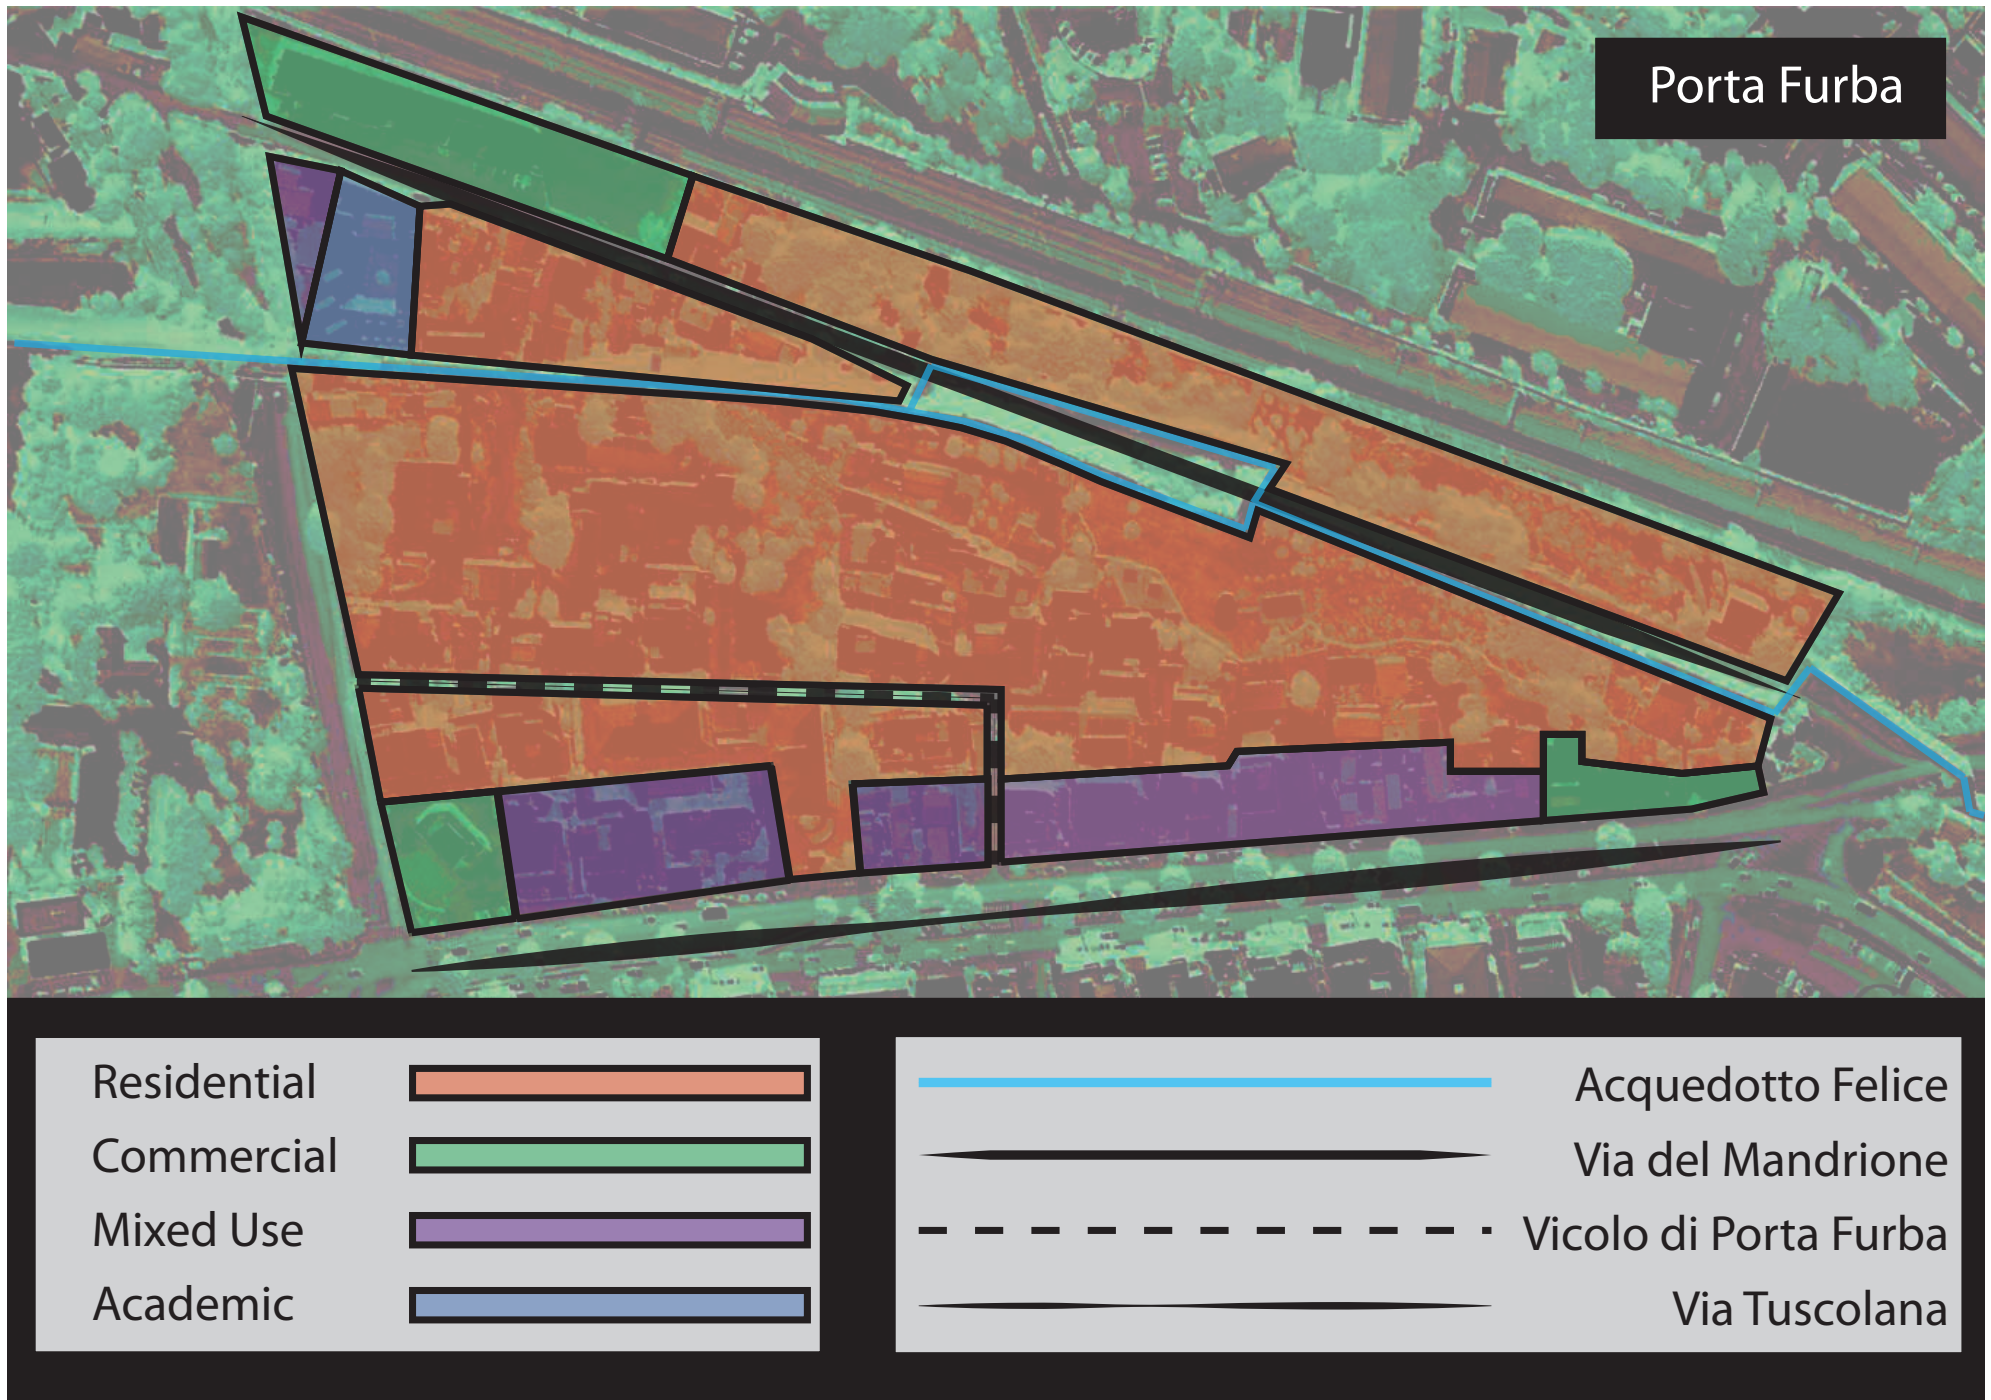 Porta Furba
Residential
Commercial
Mixed Use
Academic
Acquedotto Felice
Via del Mandrione
Vicolo di Porta Furba
Via Tuscolana